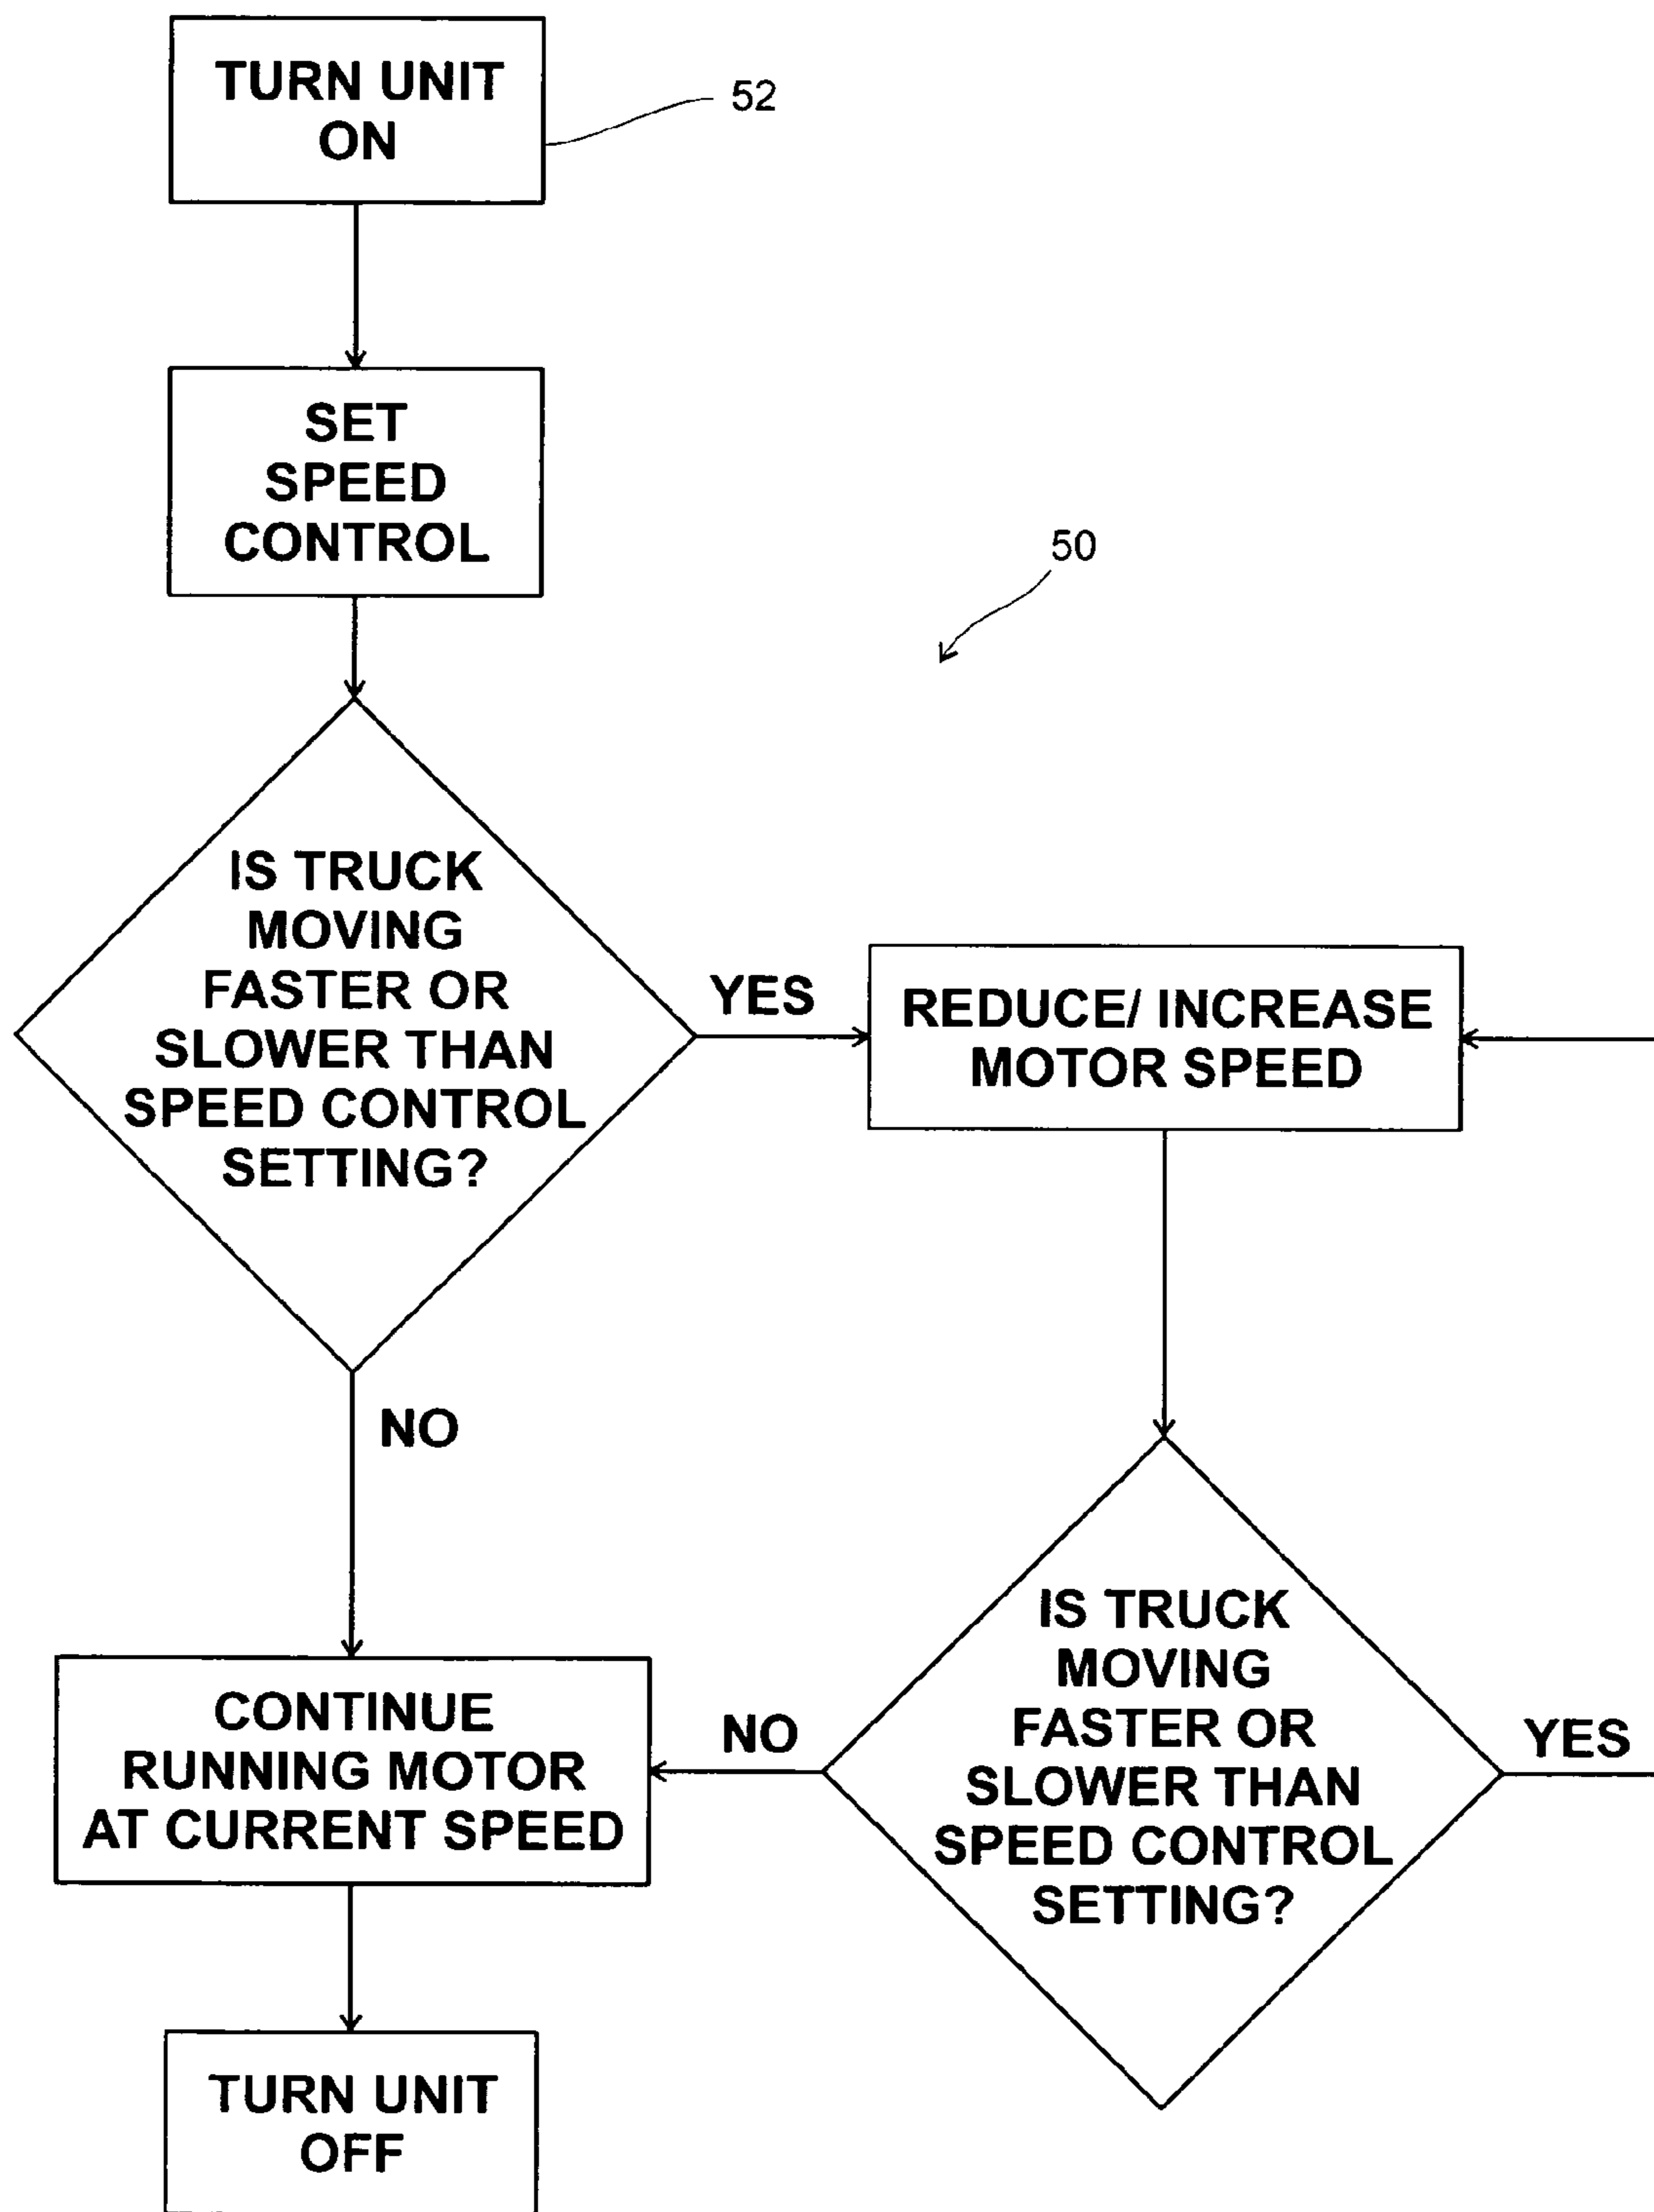 TURN UNIT
ON
52
SET
SPEED
CONTROL
50
IS TRUCK
MOVING
FASTER OR
SLOWER THAN
SPEED CONTROL
SETTING?
YES
REDUCE/ INCREASE
MOTOR SPEED
NO
CONTINUE
RUNNING MOTOR
AT CURRENT SPEED
NO
IS TRUCK
MOVING
FASTER OR
SLOWER THAN
SPEED CONTROL
SETTING?
YES
TURN UNIT
OFF